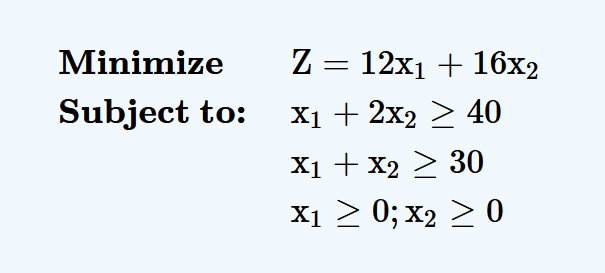 Minimize Z = 12x₁ + 16x₂
Subject to: x₁ + 2x₂ ≥ 40
x₁ + x₂ ≥ 30
x₁ ≥ 0; x₂ ≥ 0